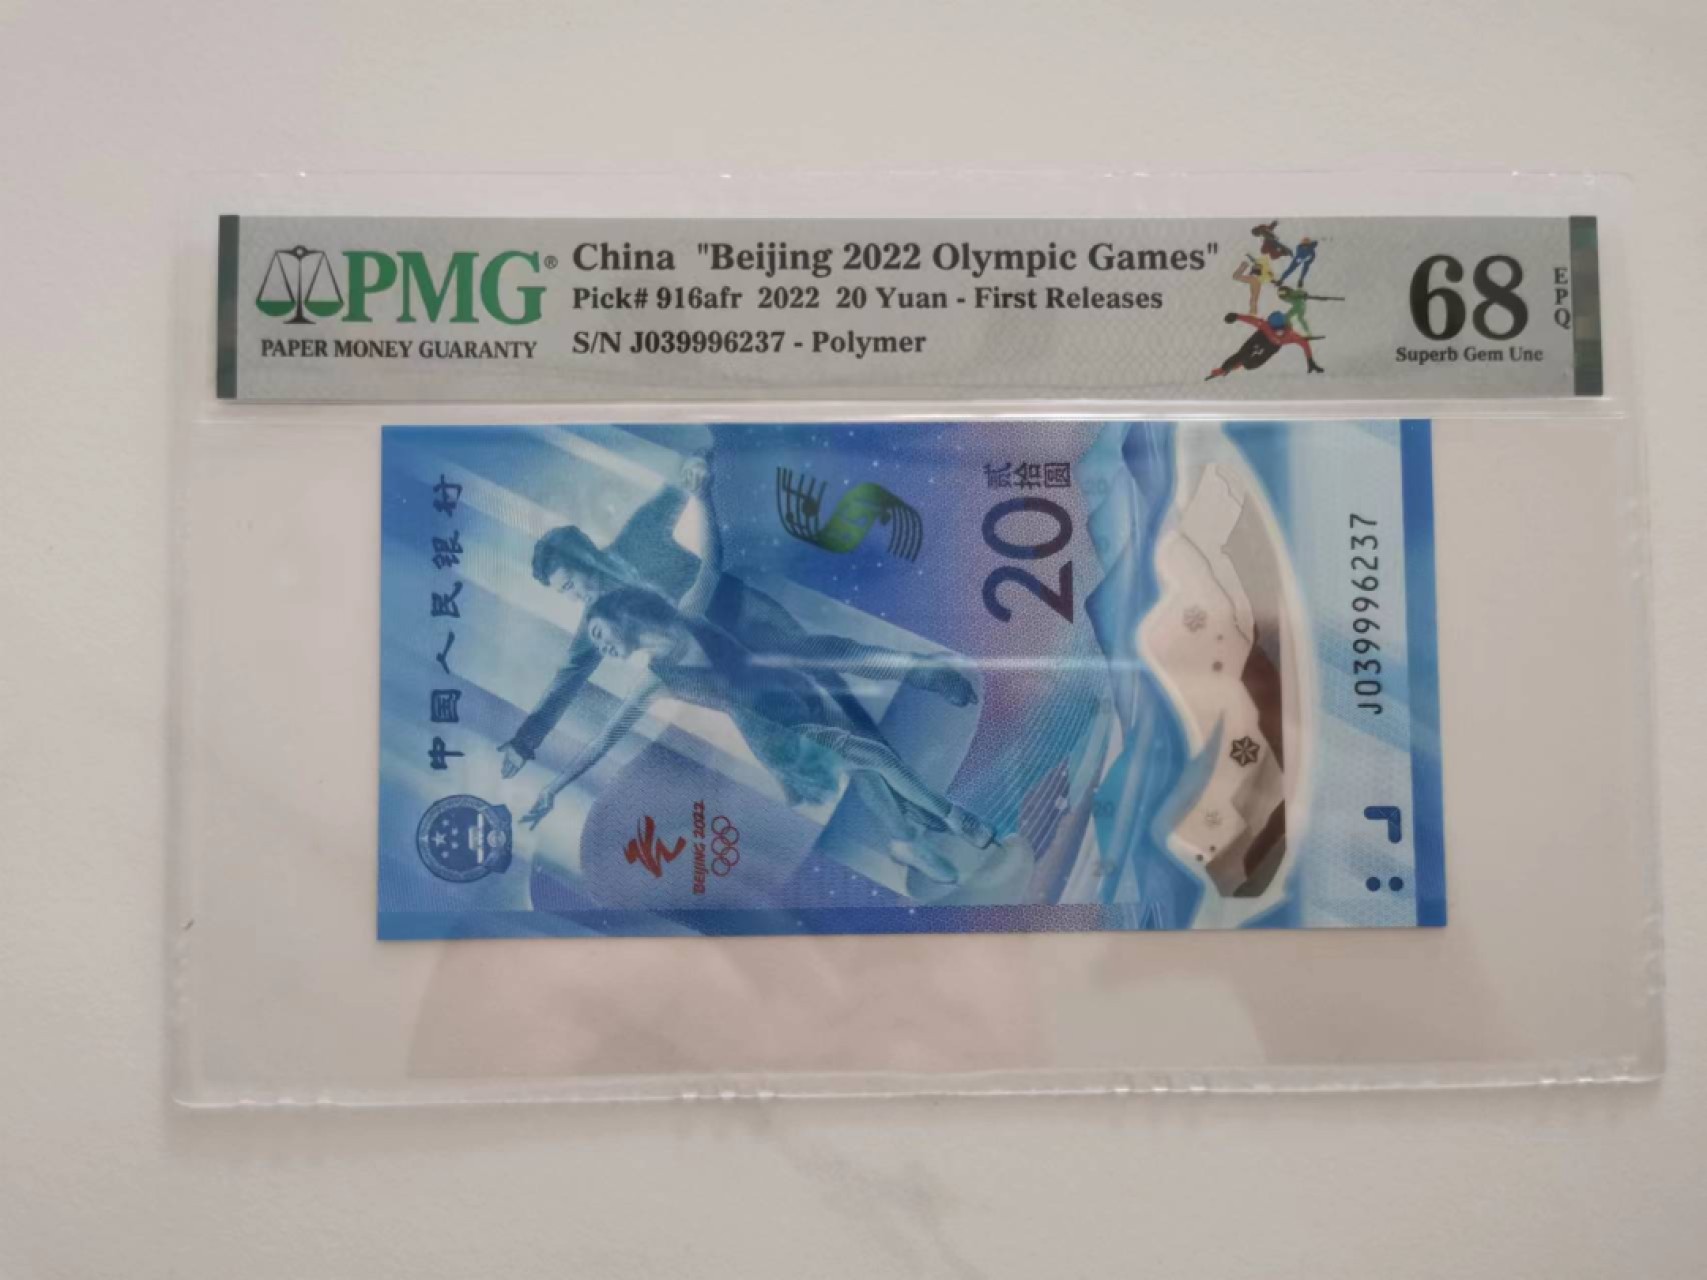 PMG®
PAPER MONEY GUARANTY
China "Beijing 2022 Olympic Games"
Pick# 916afr 2022 20 Yuan - First Releases
S/N J039996237 - Polymer
68
EPQ
Superb Gem Unc
中国人民银行
贰拾圆
20
BEIJING 2022
J039996237